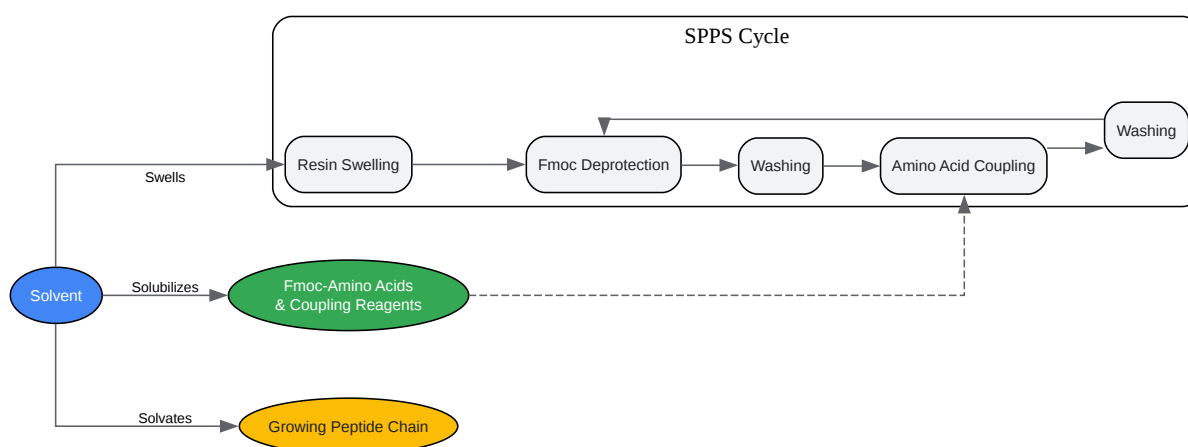 SPPS Cycle
Washing
Resin Swelling
Fmoc Deprotection
Washing
Amino Acid Coupling
Swells
Solvent
Solubilizes
Fmoc-Amino Acids
& Coupling Reagents
Solvates
Growing Peptide Chain